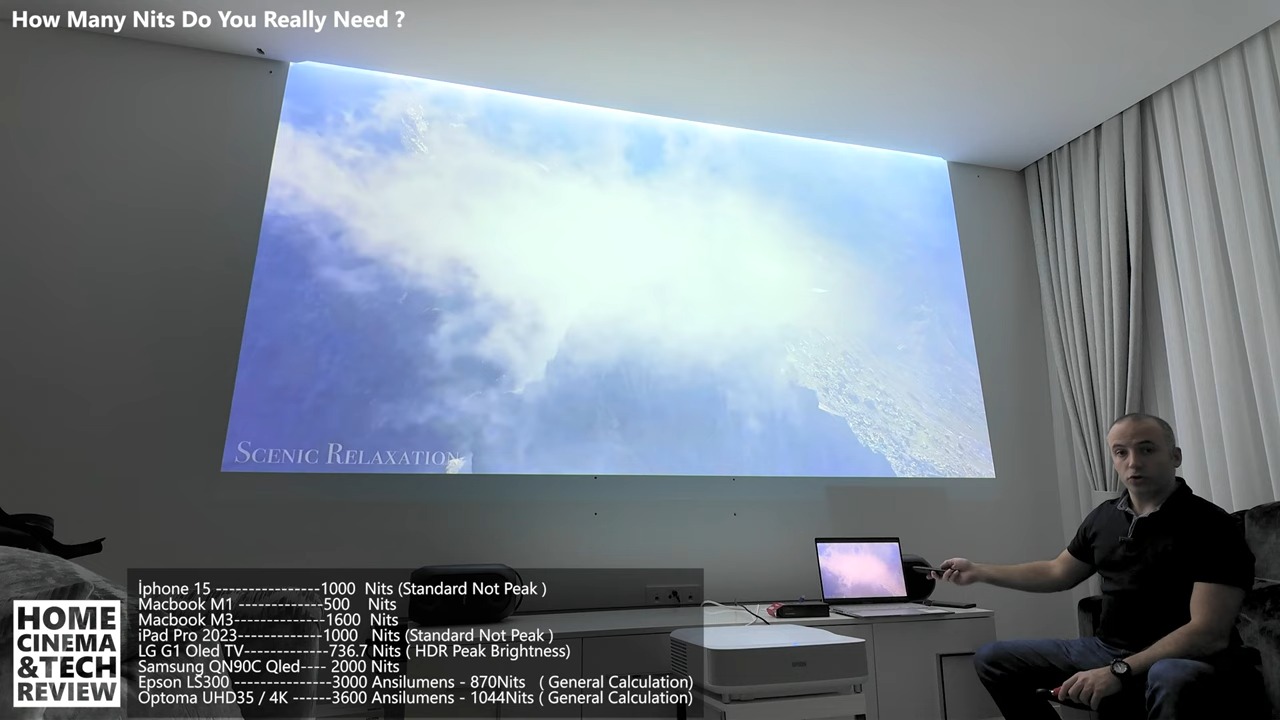 How Many Nits Do You Really Need ?
SCENIC RELAXATION
İphone 15 ----------------1000 Nits (Standard Not Peak )
Macbook M1 -------------500 Nits
Macbook M3--------------1600 Nits
iPad Pro 2023-------------1000 Nits (Standard Not Peak )
LG G1 Oled TV-------------736.7 Nits ( HDR Peak Brightness)
Samsung QN90C Qled---- 2000 Nits
Epson LS300 --------------3000 Ansilumens - 870Nits ( General Calculation)
Optoma UHD35 / 4K ------3600 Ansilumens - 1044Nits ( General Calculation)
HOME
CINEMA
&TECH
REVIEW